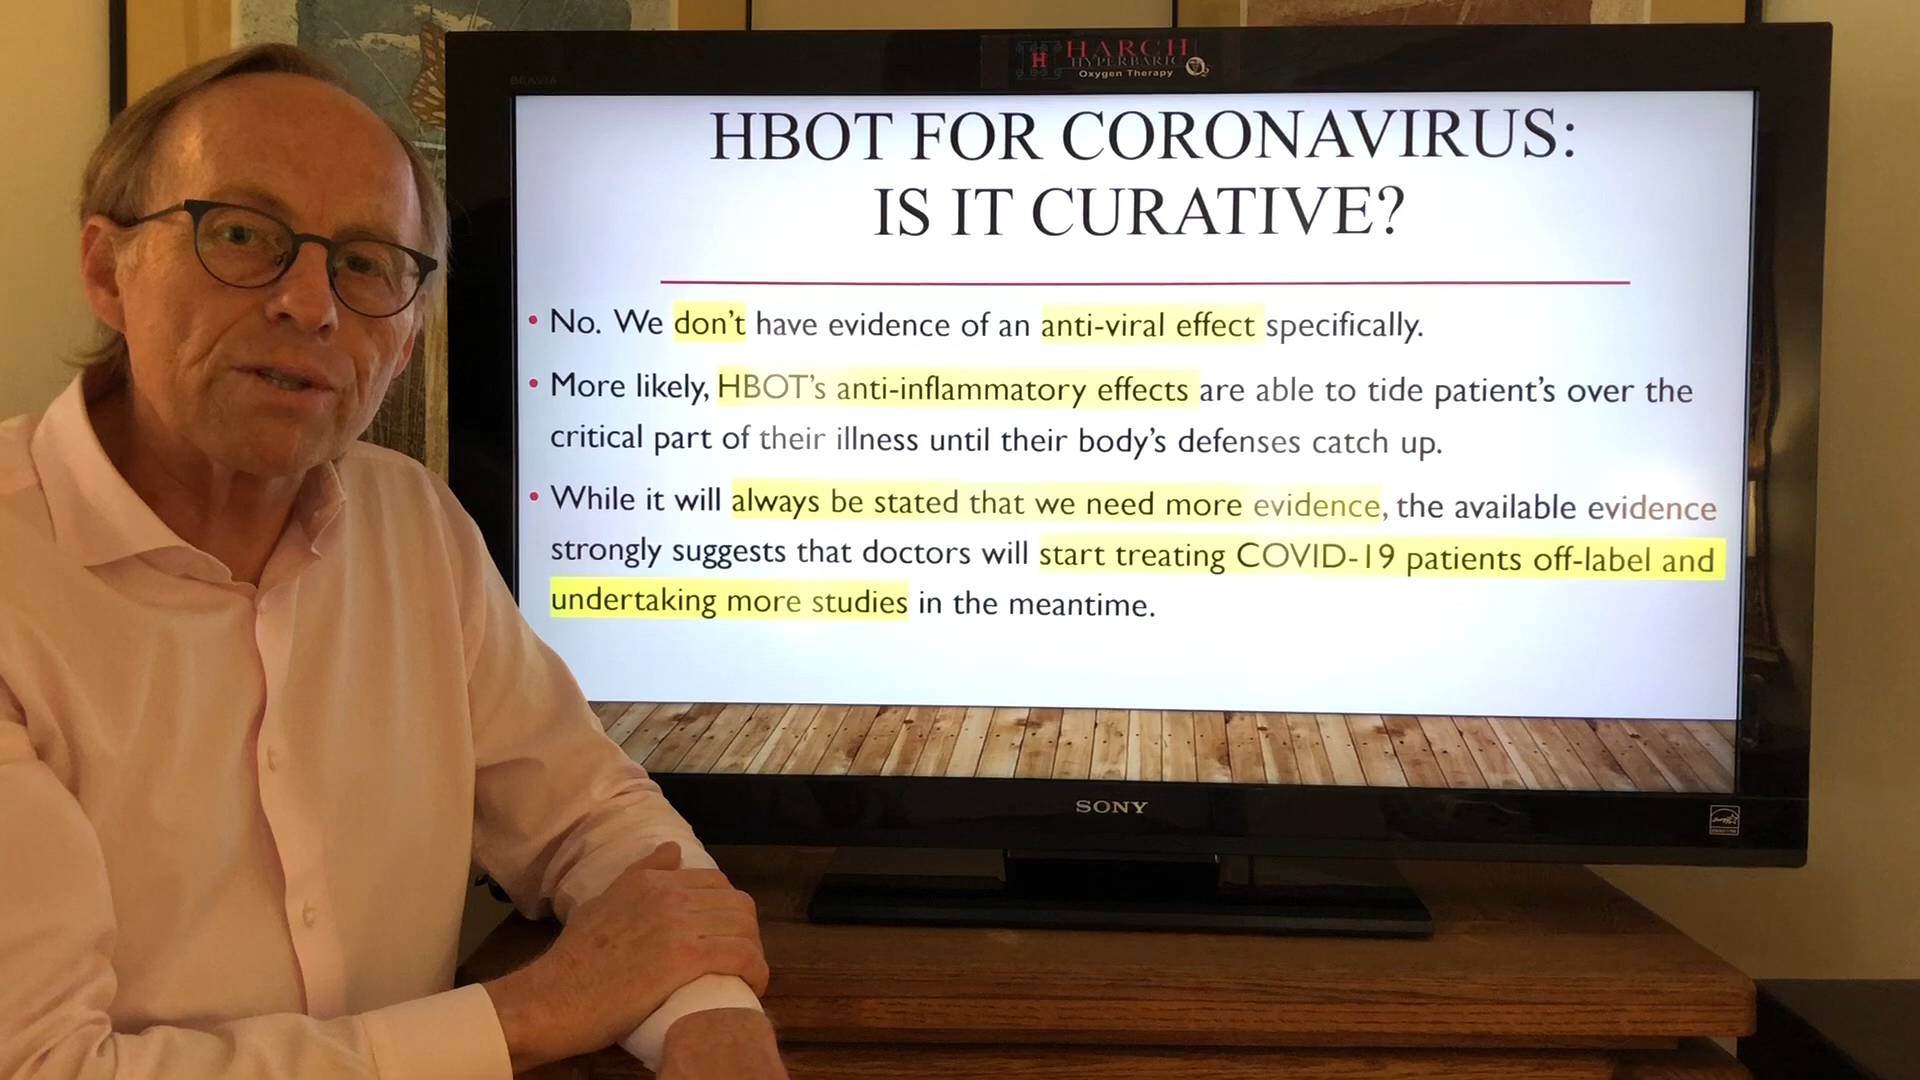 BRAVIA
H HARCH
HYPERBARIC
Oxygen Therapy O2
HBOT FOR CORONAVIRUS:
IS IT CURATIVE?
• No. We don't have evidence of an anti-viral effect specifically.
• More likely, HBOT's anti-inflammatory effects are able to tide patient's over the
critical part of their illness until their body's defenses catch up.
• While it will always be stated that we need more evidence, the available evidence
strongly suggests that doctors will start treating COVID-19 patients off-label and
undertaking more studies in the meantime.
SONY